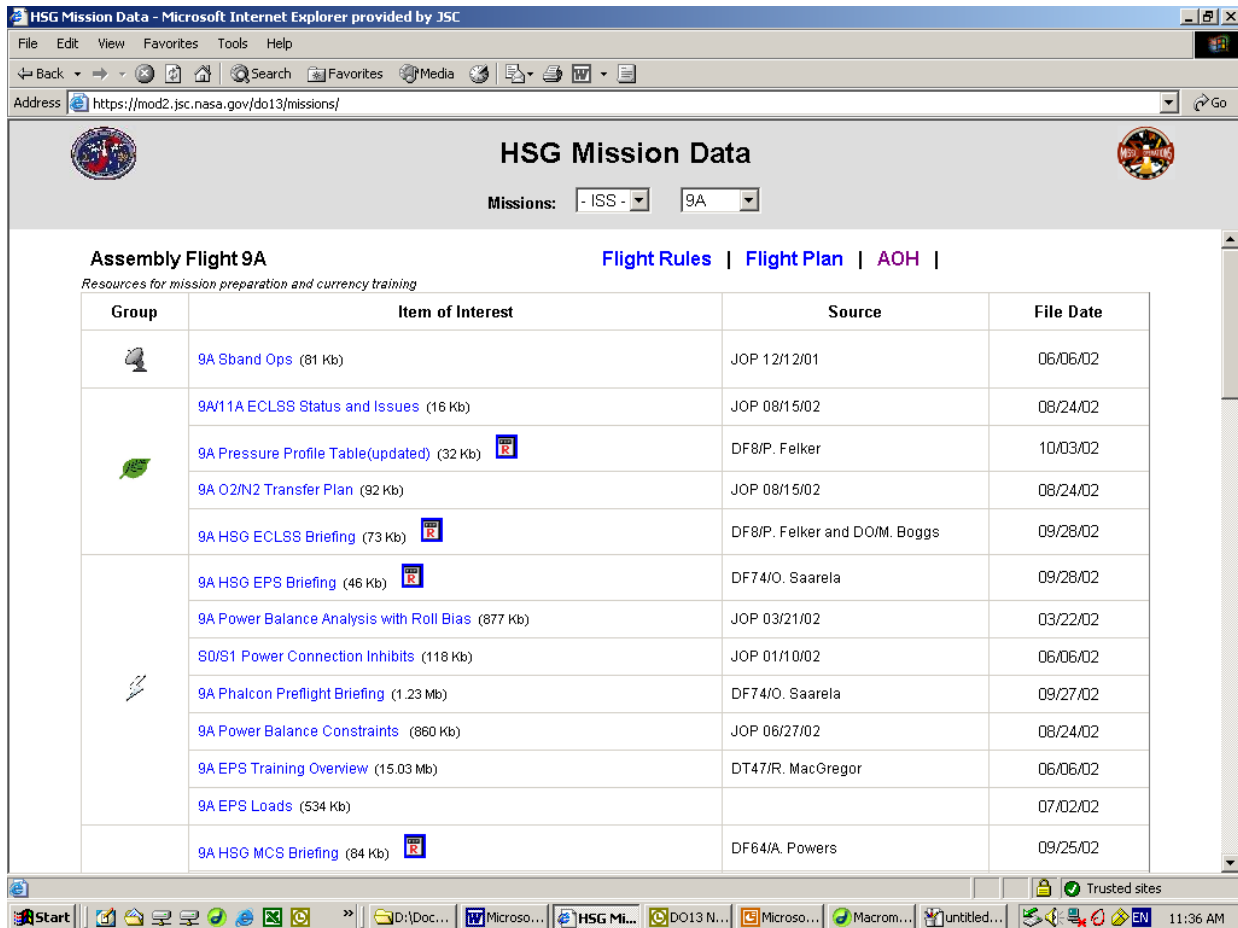 HSG Mission Data - Microsoft Internet Explorer provided by JSC
File Edit View Favorites Tools Help
Back Search Favorites Media
Address https://mod2.jsc.nasa.gov/do13/missions/ Go
HSG Mission Data
Missions: - ISS - 9A
Assembly Flight 9A Flight Rules | Flight Plan | AOH |
Resources for mission preparation and currency training
Group Item of Interest Source File Date
9A Sband Ops (81 Kb) JOP 12/12/01 06/06/02
9A/11A ECLSS Status and Issues (16 Kb) JOP 08/15/02 08/24/02
9A Pressure Profile Table(updated) (32 Kb) R DF8/P. Felker 10/03/02
9A O2/N2 Transfer Plan (92 Kb) JOP 08/15/02 08/24/02
9A HSG ECLSS Briefing (73 Kb) R DF8/P. Felker and DO/M. Boggs 09/28/02
9A HSG EPS Briefing (46 Kb) R DF74/O. Saarela 09/28/02
9A Power Balance Analysis with Roll Bias (877 Kb) JOP 03/21/02 03/22/02
S0/S1 Power Connection Inhibits (118 Kb) JOP 01/10/02 06/06/02
9A Phalcon Preflight Briefing (1.23 Mb) DF74/O. Saarela 09/27/02
9A Power Balance Constraints (860 Kb) JOP 06/27/02 08/24/02
9A EPS Training Overview (15.03 Mb) DT47/R. MacGregor 06/06/02
9A EPS Loads (534 Kb) 07/02/02
9A HSG MCS Briefing (84 Kb) R DF64/A. Powers 09/25/02
Trusted sites
Start » D:\Doc... Microso... HSG Mi... DO13 N... Microso... Macrom... untitled... EN 11:36 AM